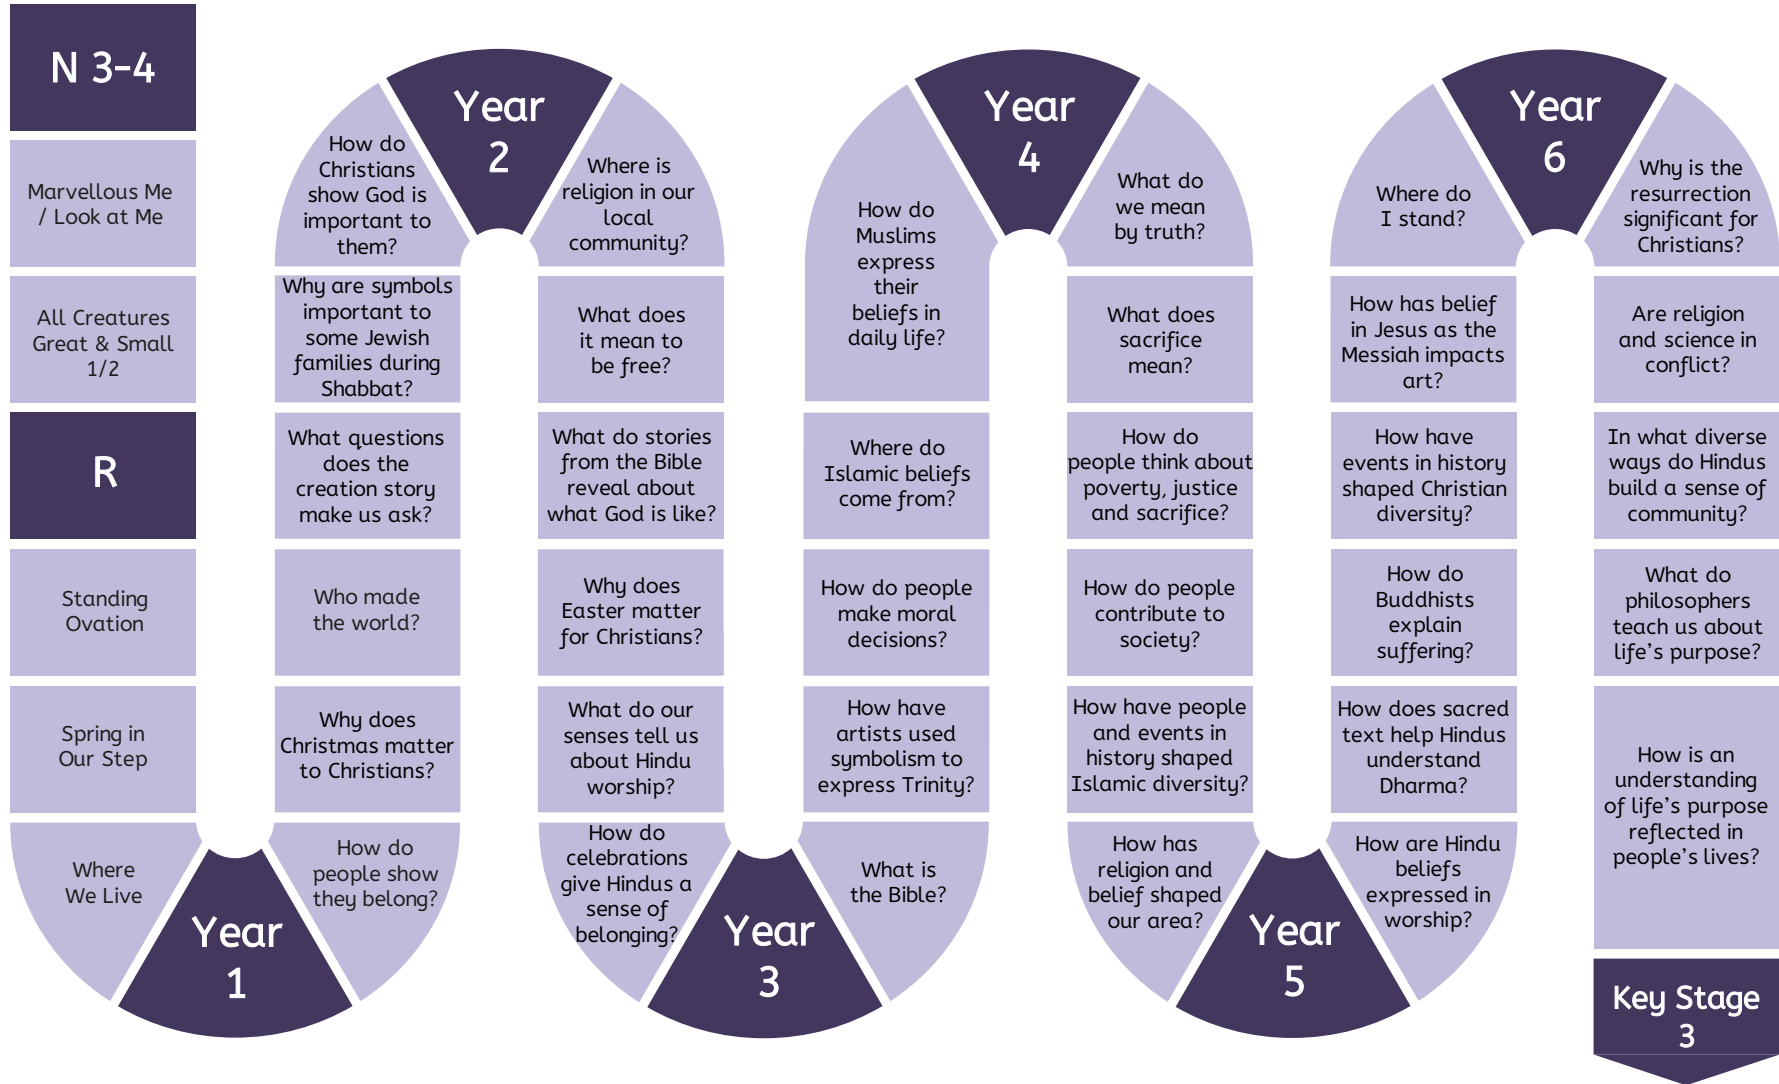 N 3-4
Marvellous Me
/ Look at Me
All Creatures
Great & Small
1/2
R
Standing
Ovation
Spring in
Our Step
Where
We Live
Year
1
How do
people show
they belong?
Why does
Christmas matter
to Christians?
Who made
the world?
What questions
does the
creation story
make us ask?
Why are symbols
important to
some Jewish
families during
Shabbat?
How do
Christians
show God is
important to
them?
Year
2
Where is
religion in our
local
community?
What does
it mean to
be free?
What do stories
from the Bible
reveal about
what God is like?
Why does
Easter matter
for Christians?
What do our
senses tell us
about Hindu
worship?
How do
celebrations
give Hindus a
sense of
belonging?
Year
3
What is
the Bible?
How have
artists used
symbolism to
express Trinity?
How do people
make moral
decisions?
Where do
Islamic beliefs
come from?
How do
Muslims
express
their
beliefs in
daily life?
Year
4
What do
we mean
by truth?
What does
sacrifice
mean?
How do
people think about
poverty, justice
and sacrifice?
How do people
contribute to
society?
How have people
and events in
history shaped
Islamic diversity?
How has
religion and
belief shaped
our area?
Year
5
How are Hindu
beliefs
expressed in
worship?
How does sacred
text help Hindus
understand
Dharma?
How do
Buddhists
explain
suffering?
How have
events in history
shaped Christian
diversity?
How has belief
in Jesus as the
Messiah impacts
art?
Where do
I stand?
Year
6
Why is the
resurrection
significant for
Christians?
Are religion
and science in
conflict?
In what diverse
ways do Hindus
build a sense of
community?
What do
philosophers
teach us about
life's purpose?
How is an
understanding
of life's purpose
reflected in
people's lives?
Key Stage
3